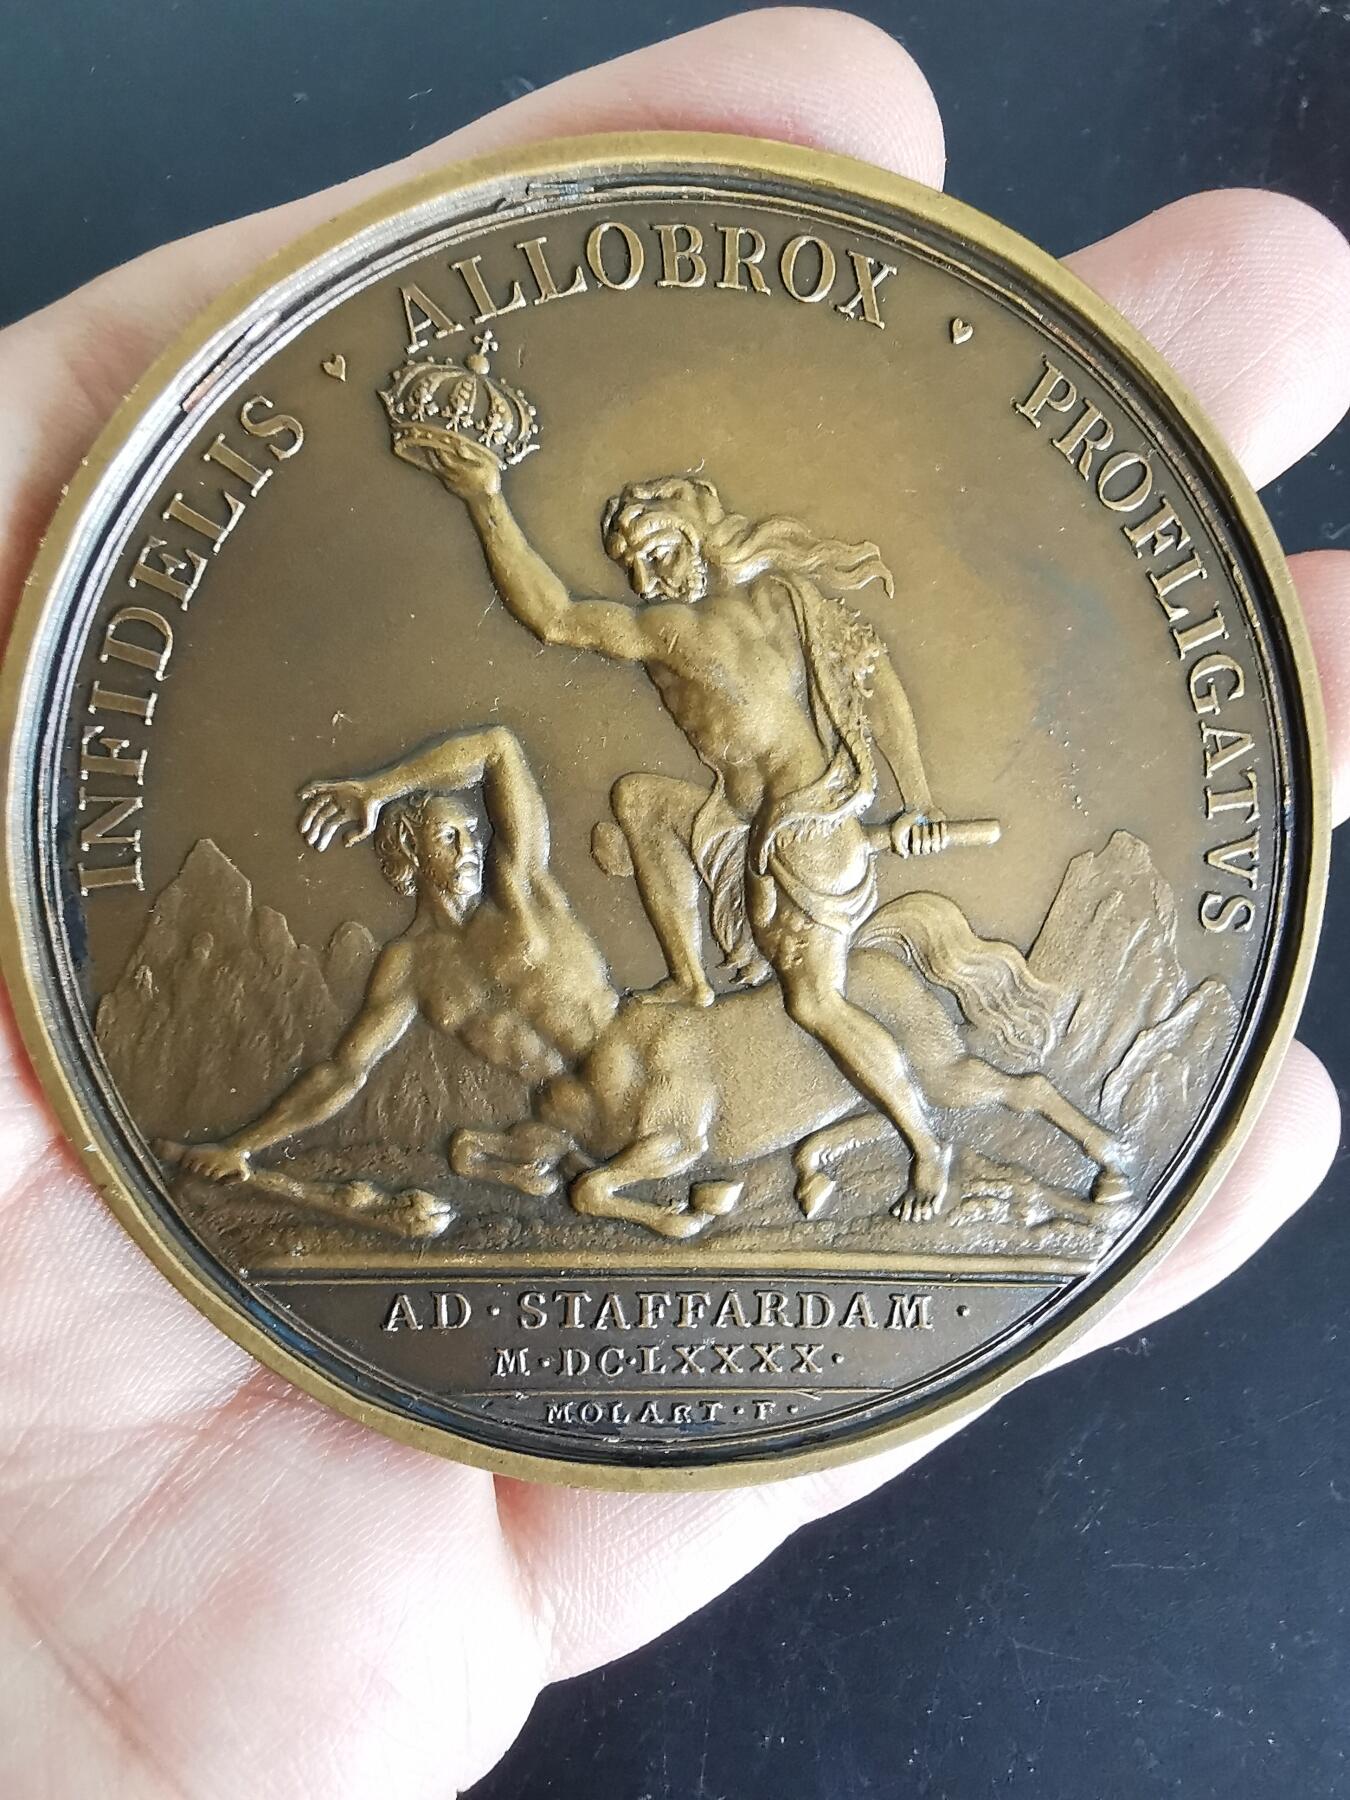 INFIDELIS ♥ ALLOBROX ♥ PROFLIGATVS
AD · STAFFARDAM ·
M · DC · LXXXX ·
MOLART · F ·